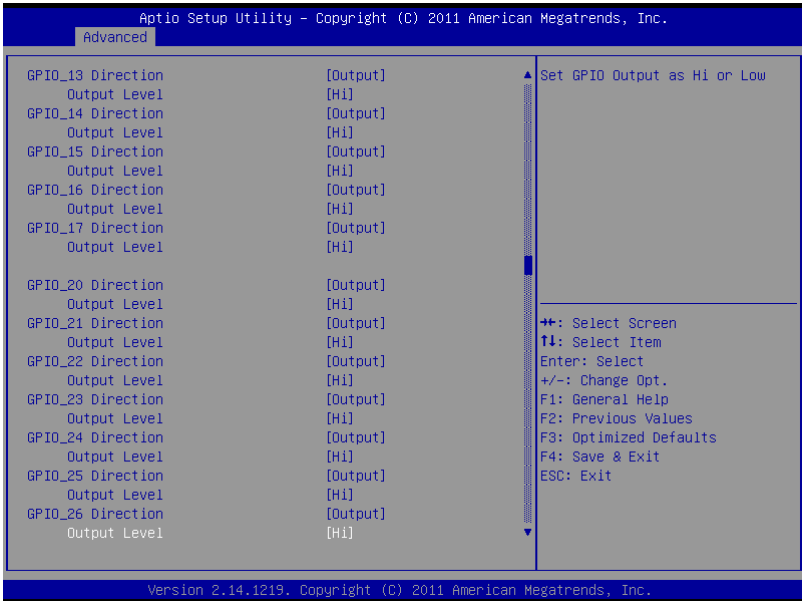 Aptio Setup Utility – Copyright (C) 2011 American Megatrends, Inc.
Advanced
GPIO_13 Direction [Output]
Output Level [Hi]
GPIO_14 Direction [Output]
Output Level [Hi]
GPIO_15 Direction [Output]
Output Level [Hi]
GPIO_16 Direction [Output]
Output Level [Hi]
GPIO_17 Direction [Output]
Output Level [Hi]
GPIO_20 Direction [Output]
Output Level [Hi]
GPIO_21 Direction [Output]
Output Level [Hi]
GPIO_22 Direction [Output]
Output Level [Hi]
GPIO_23 Direction [Output]
Output Level [Hi]
GPIO_24 Direction [Output]
Output Level [Hi]
GPIO_25 Direction [Output]
Output Level [Hi]
GPIO_26 Direction [Output]
Output Level [Hi]
Set GPIO Output as Hi or Low
→←: Select Screen
↑↓: Select Item
Enter: Select
+/-: Change Opt.
F1: General Help
F2: Previous Values
F3: Optimized Defaults
F4: Save & Exit
ESC: Exit
Version 2.14.1219. Copyright (C) 2011 American Megatrends, Inc.